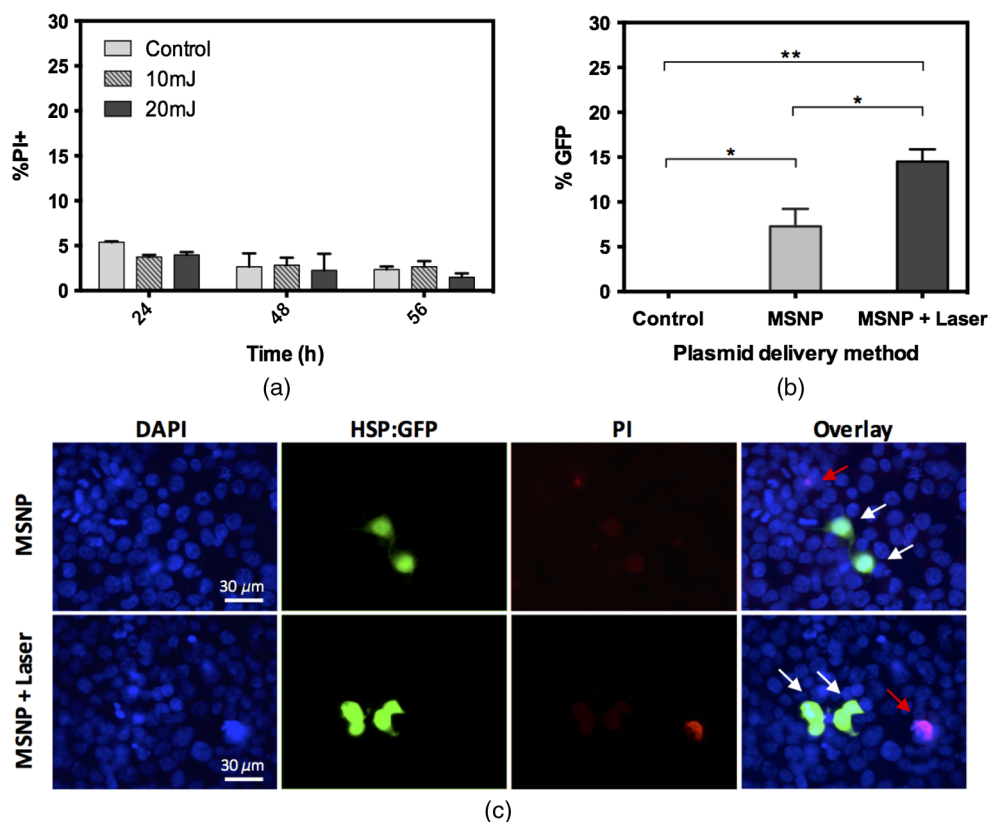 30
25
20
15
10
5
0
%PI+
Control
10mJ
20mJ
24
48
56
Time (h)
(a)
30
25
20
15
10
5
0
% GFP
**
*
*
Control MSNP MSNP + Laser
Plasmid delivery method
(b)
DAPI HSP:GFP PI Overlay
MSNP
30 µm
MSNP + Laser
30 µm
(c)